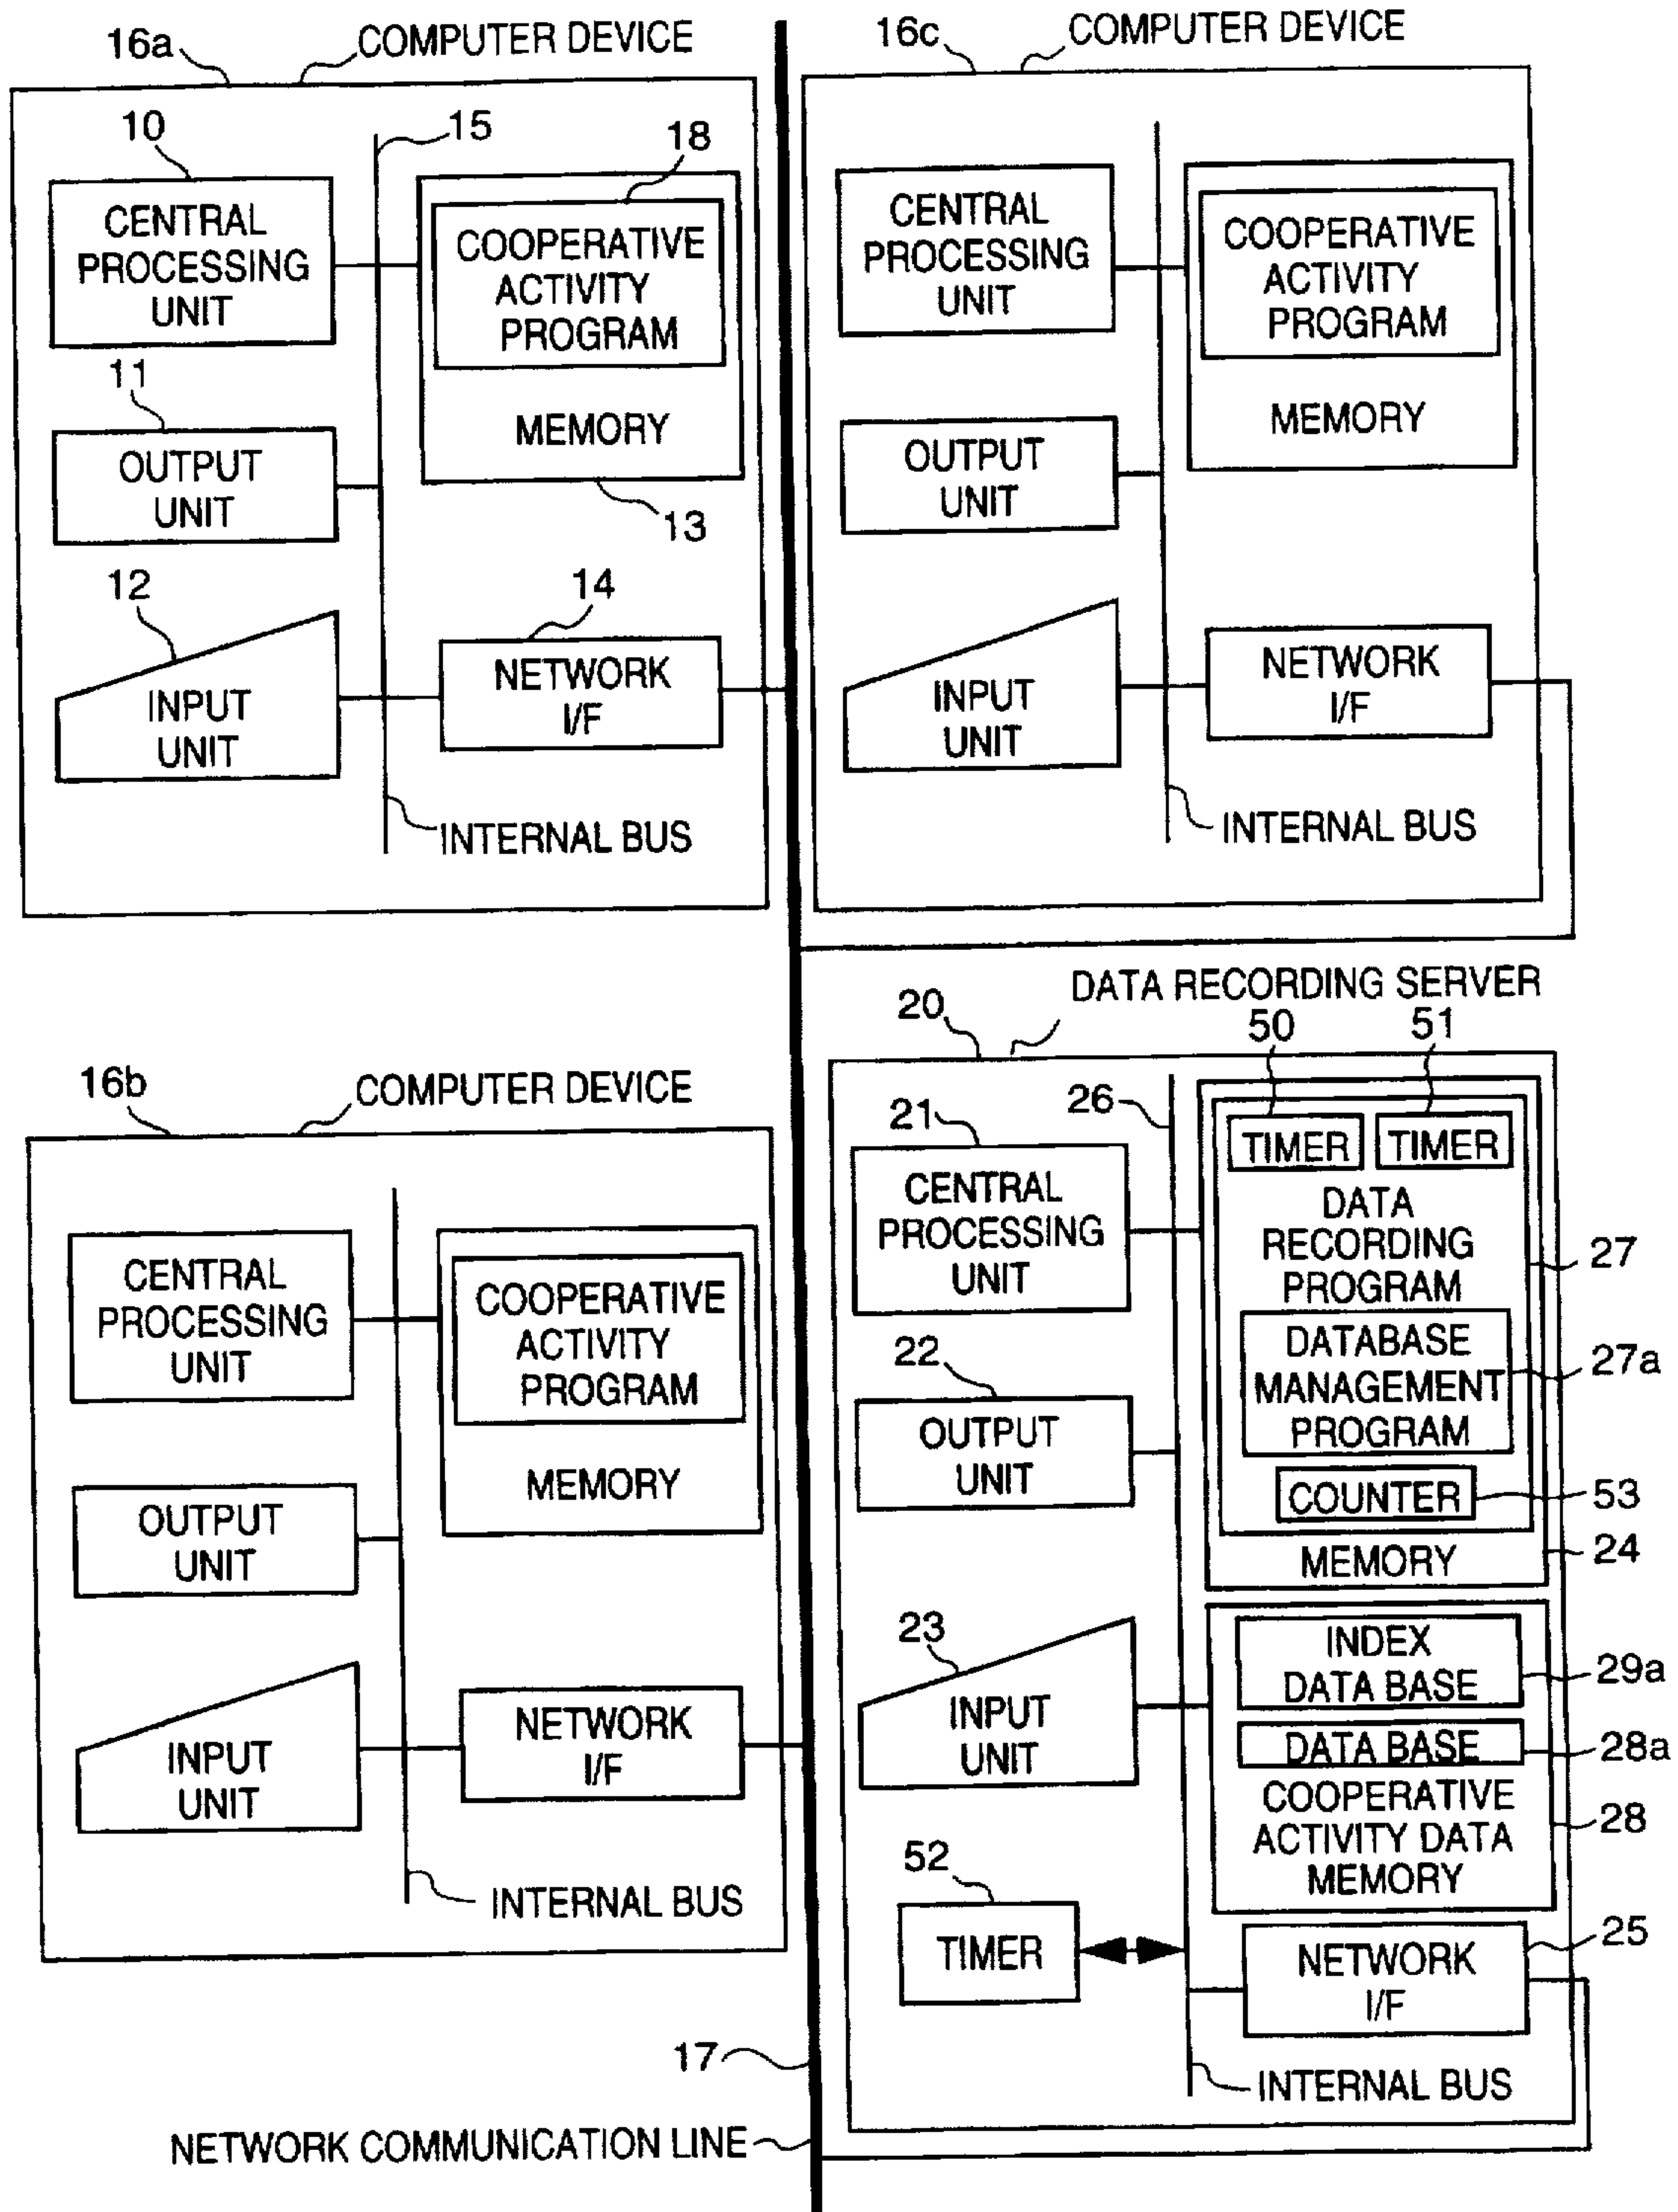 16a
COMPUTER DEVICE
10
15
18
CENTRAL
PROCESSING
UNIT
COOPERATIVE
ACTIVITY
PROGRAM
MEMORY
11
OUTPUT
UNIT
13
12
14
INPUT
UNIT
NETWORK
I/F
INTERNAL BUS
16c
COMPUTER DEVICE
CENTRAL
PROCESSING
UNIT
COOPERATIVE
ACTIVITY
PROGRAM
MEMORY
OUTPUT
UNIT
INPUT
UNIT
NETWORK
I/F
INTERNAL BUS
16b
COMPUTER DEVICE
CENTRAL
PROCESSING
UNIT
COOPERATIVE
ACTIVITY
PROGRAM
MEMORY
OUTPUT
UNIT
INPUT
UNIT
NETWORK
I/F
INTERNAL BUS
DATA RECORDING SERVER
20
50
51
26
21
TIMER
TIMER
CENTRAL
PROCESSING
UNIT
DATA
RECORDING
PROGRAM
27
DATABASE
MANAGEMENT
PROGRAM
27a
22
OUTPUT
UNIT
COUNTER
53
MEMORY
24
23
INPUT
UNIT
INDEX
DATA BASE
29a
DATA BASE
28a
COOPERATIVE
ACTIVITY DATA
MEMORY
28
52
TIMER
NETWORK
I/F
25
INTERNAL BUS
17
NETWORK COMMUNICATION LINE